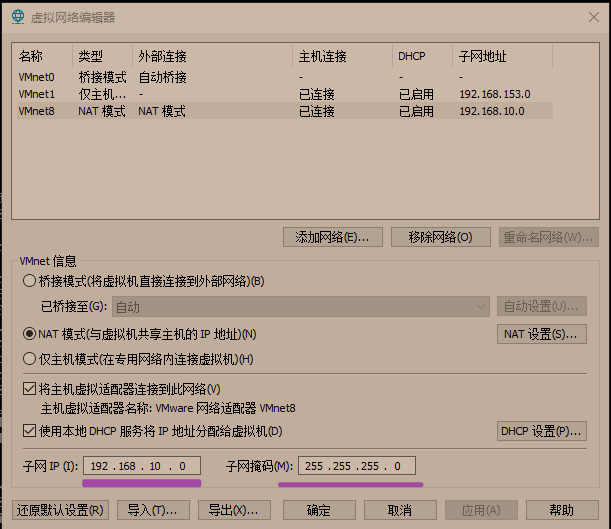 虚拟网络编辑器
名称 类型 外部连接 主机连接 DHCP 子网地址
VMnet0 桥接模式 自动桥接 - - -
VMnet1 仅主机... - 已连接 已启用 192.168.153.0
VMnet8 NAT 模式 NAT 模式 已连接 已启用 192.168.10.0
添加网络(E)... 移除网络(O) 重命名网络(W)...
VMnet 信息
桥接模式(将虚拟机直接连接到外部网络)(B)
已桥接至(G): 自动 自动设置(U)...
NAT 模式(与虚拟机共享主机的 IP 地址)(N) NAT 设置(S)...
仅主机模式(在专用网络内连接虚拟机)(H)
将主机虚拟适配器连接到此网络(V)
主机虚拟适配器名称: VMware 网络适配器 VMnet8
使用本地 DHCP 服务将 IP 地址分配给虚拟机(D) DHCP 设置(P)...
子网 IP (I): 192 . 168 . 10 . 0 子网掩码(M): 255 . 255 . 255 . 0
还原默认设置(R) 导入(T)... 导出(X)... 确定 取消 应用(A) 帮助